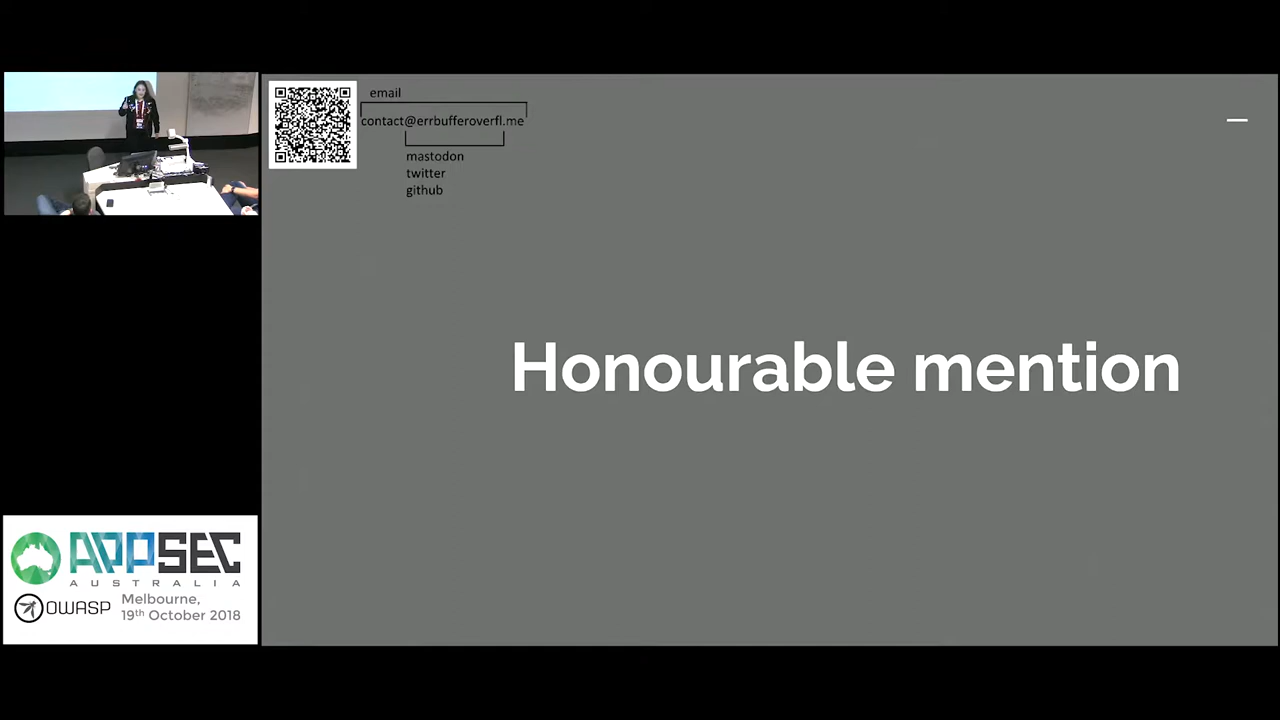 email
contact@errbufferoverfl.me
mastodon
twitter
github
Honourable mention
APPSEC
AUSTRALIA
OWASP
Melbourne,
19th October 2018